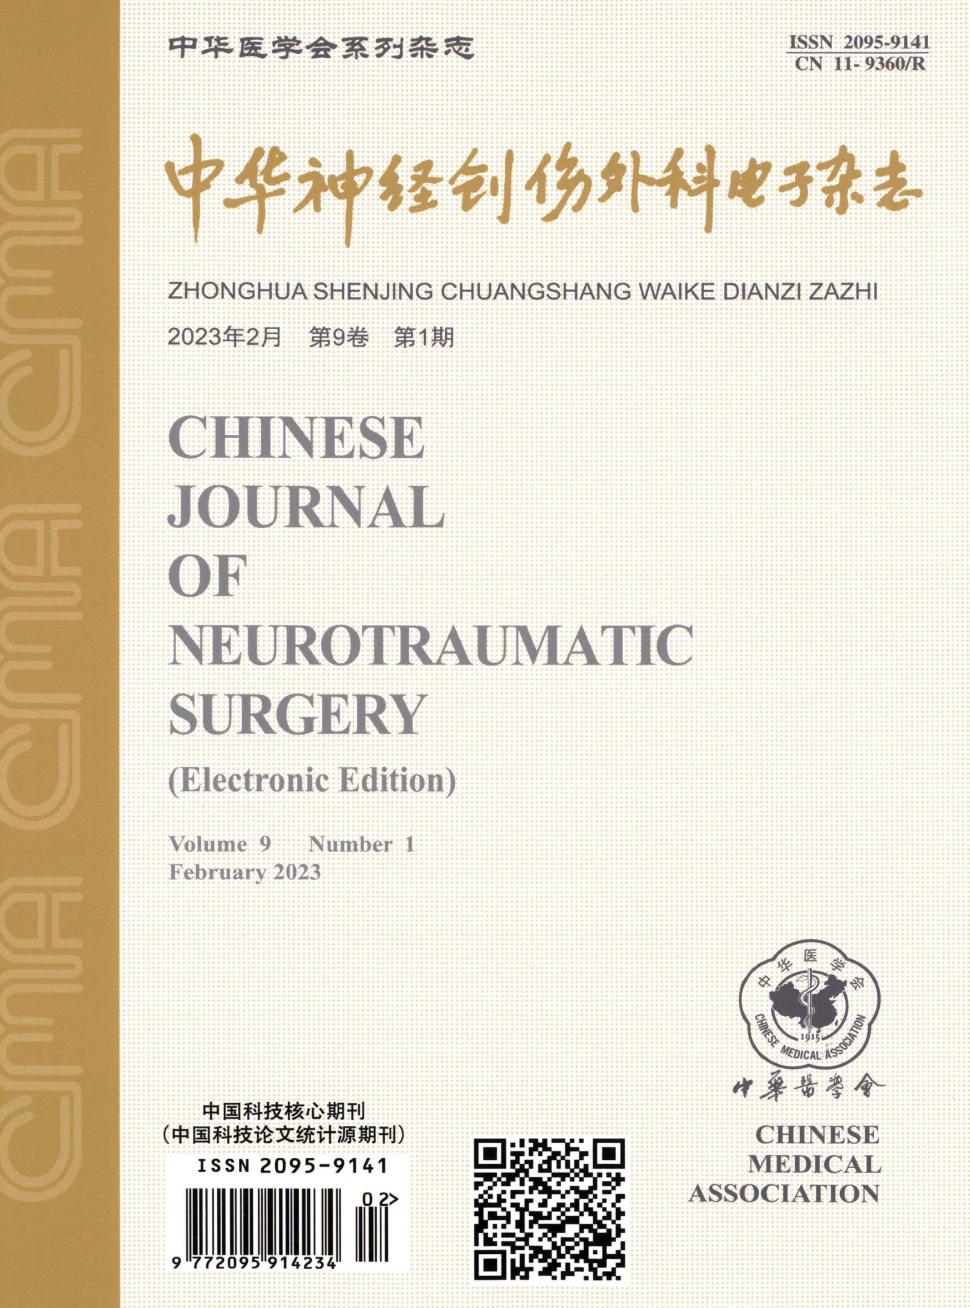 中华医学会系列杂志
ISSN 2095-9141
CN 11-9360/R
中华神经创伤外科电子杂志
ZHONGHUA SHENJING CHUANGSHANG WAIKE DIANZI ZAZHI
2023年2月 第9卷 第1期
CHINESE
JOURNAL
OF
NEUROTRAUMATIC
SURGERY
(Electronic Edition)
Volume 9 Number 1
February 2023
CMA CMA CMA
中华医学会
1915
CHINESE MEDICAL ASSOCIATION
中華醫學會
CHINESE
MEDICAL
ASSOCIATION
中国科技核心期刊
(中国科技论文统计源期刊)
ISSN 2095-9141
02>
9 772095 914234